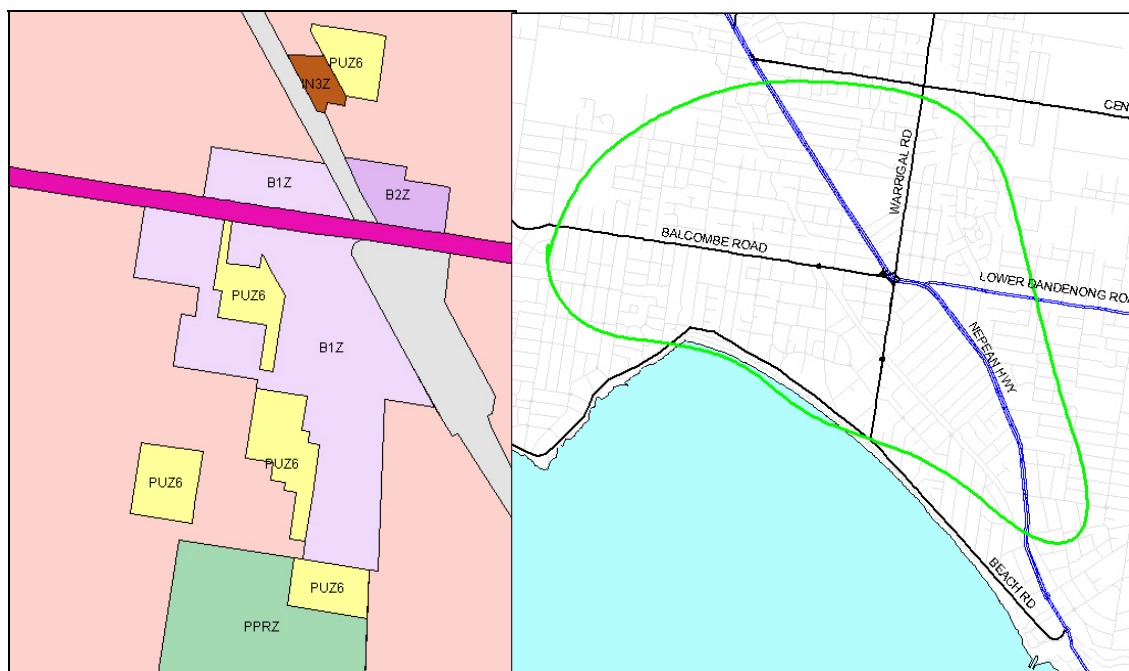 PUZ6
IN3Z
B1Z
B2Z
PUZ6
B1Z
PUZ6
PUZ6
PUZ6
PPRZ
CEN
WARRIGAL RD
BALCOMBE ROAD
LOWER DANDENONG ROA
NEPEAN HWY
BEACH RD